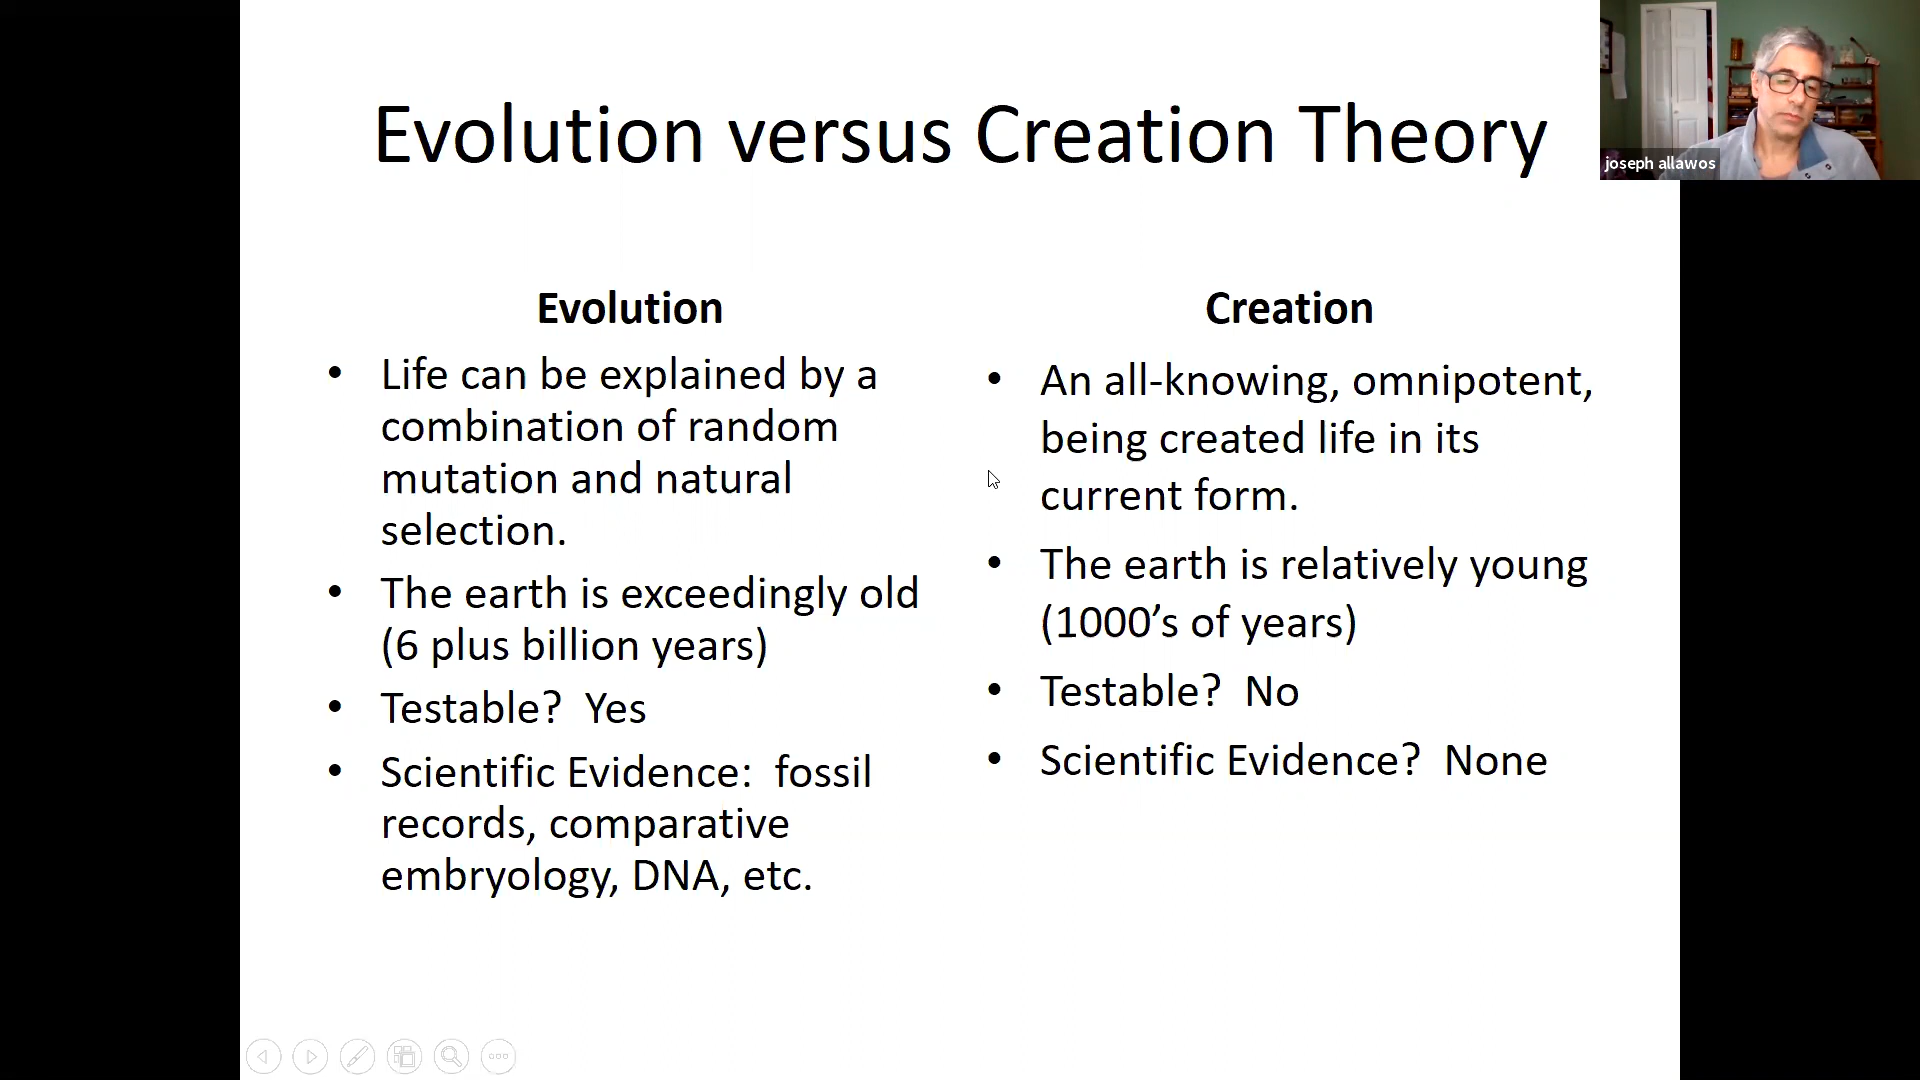 Evolution versus Creation Theory
joseph allawos
Evolution
• Life can be explained by a
combination of random
mutation and natural
selection.
• The earth is exceedingly old
(6 plus billion years)
• Testable?  Yes
• Scientific Evidence:  fossil
records, comparative
embryology, DNA, etc.
Creation
• An all-knowing, omnipotent,
being created life in its
current form.
• The earth is relatively young
(1000’s of years)
• Testable?  No
• Scientific Evidence?  None